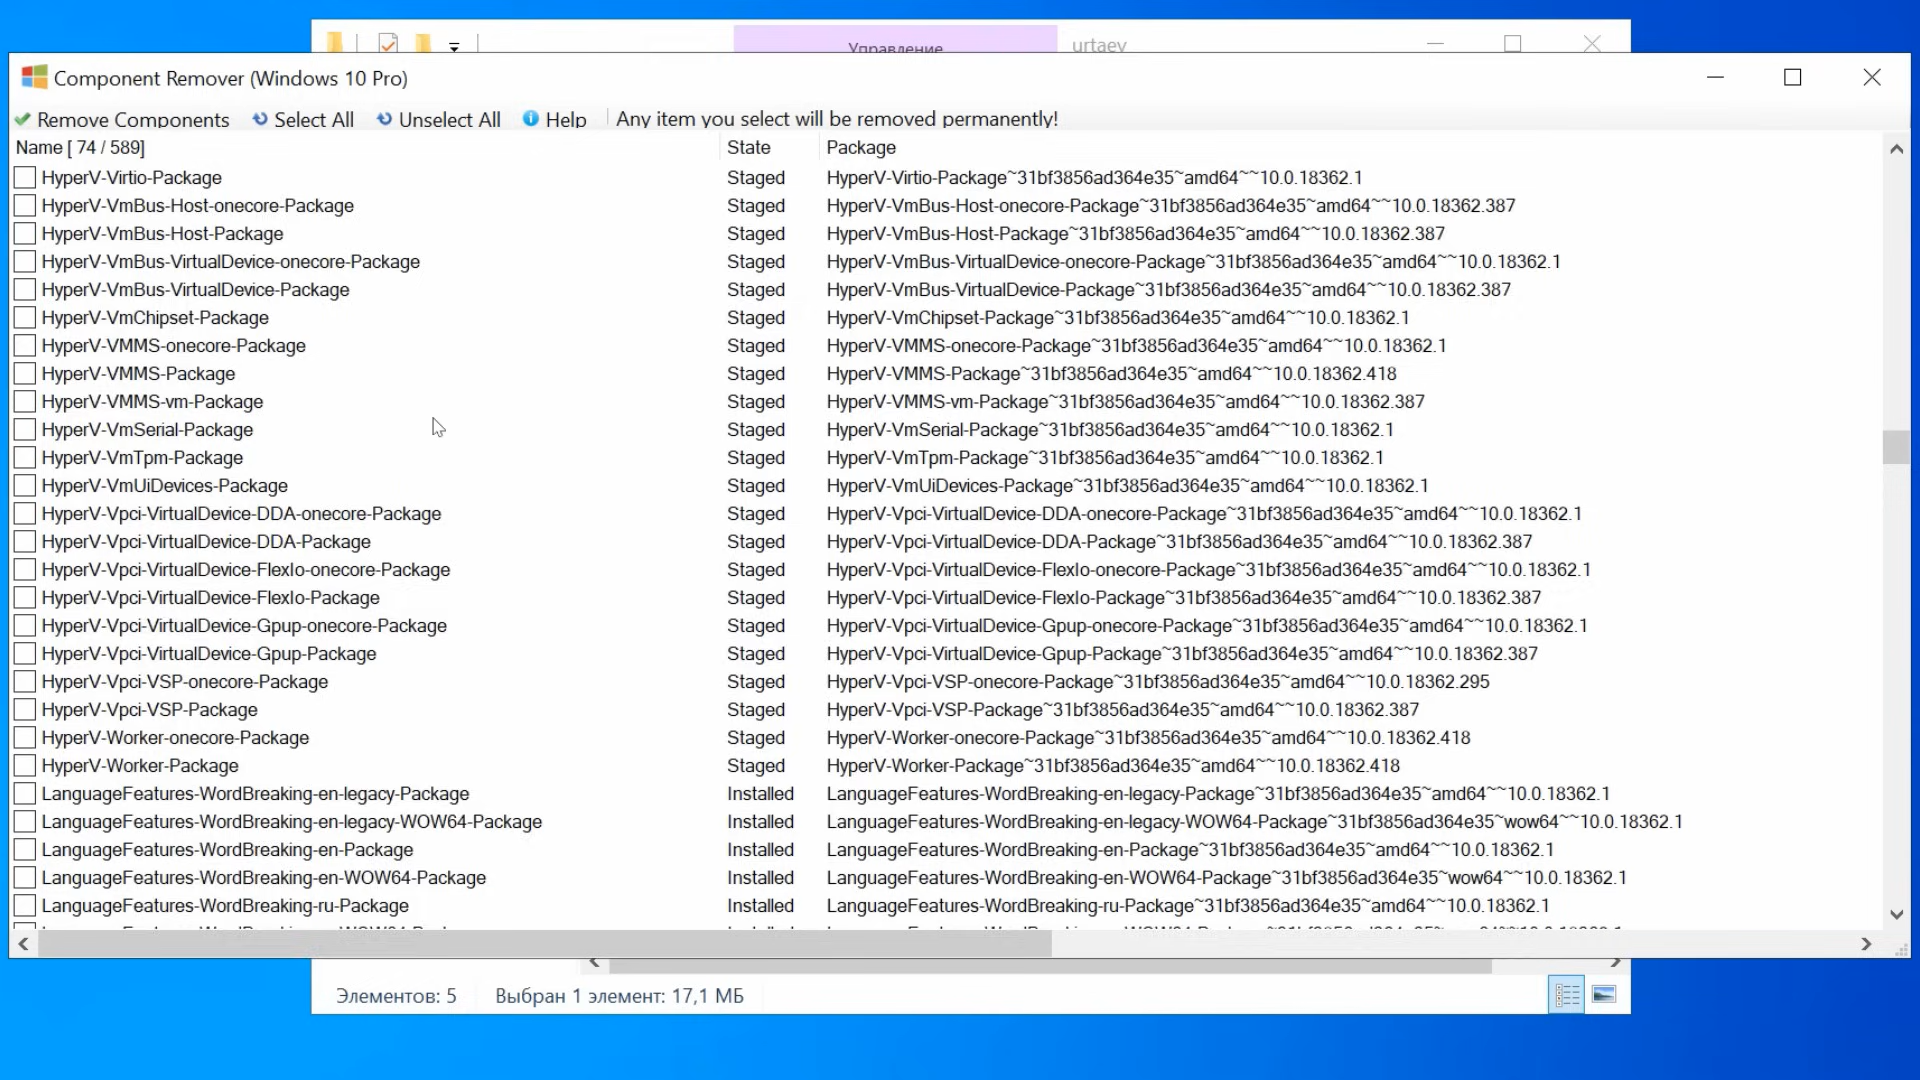 Управление urtaev
Component Remover (Windows 10 Pro)
Remove Components Select All Unselect All Help Any item you select will be removed permanently!
Name [ 74 / 589] State Package
HyperV-Virtio-Package Staged HyperV-Virtio-Package~31bf3856ad364e35~amd64~~10.0.18362.1
HyperV-VmBus-Host-onecore-Package Staged HyperV-VmBus-Host-onecore-Package~31bf3856ad364e35~amd64~~10.0.18362.387
HyperV-VmBus-Host-Package Staged HyperV-VmBus-Host-Package~31bf3856ad364e35~amd64~~10.0.18362.387
HyperV-VmBus-VirtualDevice-onecore-Package Staged HyperV-VmBus-VirtualDevice-onecore-Package~31bf3856ad364e35~amd64~~10.0.18362.1
HyperV-VmBus-VirtualDevice-Package Staged HyperV-VmBus-VirtualDevice-Package~31bf3856ad364e35~amd64~~10.0.18362.387
HyperV-VmChipset-Package Staged HyperV-VmChipset-Package~31bf3856ad364e35~amd64~~10.0.18362.1
HyperV-VMMS-onecore-Package Staged HyperV-VMMS-onecore-Package~31bf3856ad364e35~amd64~~10.0.18362.1
HyperV-VMMS-Package Staged HyperV-VMMS-Package~31bf3856ad364e35~amd64~~10.0.18362.418
HyperV-VMMS-vm-Package Staged HyperV-VMMS-vm-Package~31bf3856ad364e35~amd64~~10.0.18362.387
HyperV-VmSerial-Package Staged HyperV-VmSerial-Package~31bf3856ad364e35~amd64~~10.0.18362.1
HyperV-VmTpm-Package Staged HyperV-VmTpm-Package~31bf3856ad364e35~amd64~~10.0.18362.1
HyperV-VmUiDevices-Package Staged HyperV-VmUiDevices-Package~31bf3856ad364e35~amd64~~10.0.18362.1
HyperV-Vpci-VirtualDevice-DDA-onecore-Package Staged HyperV-Vpci-VirtualDevice-DDA-onecore-Package~31bf3856ad364e35~amd64~~10.0.18362.1
HyperV-Vpci-VirtualDevice-DDA-Package Staged HyperV-Vpci-VirtualDevice-DDA-Package~31bf3856ad364e35~amd64~~10.0.18362.387
HyperV-Vpci-VirtualDevice-FlexIo-onecore-Package Staged HyperV-Vpci-VirtualDevice-FlexIo-onecore-Package~31bf3856ad364e35~amd64~~10.0.18362.1
HyperV-Vpci-VirtualDevice-FlexIo-Package Staged HyperV-Vpci-VirtualDevice-FlexIo-Package~31bf3856ad364e35~amd64~~10.0.18362.387
HyperV-Vpci-VirtualDevice-Gpup-onecore-Package Staged HyperV-Vpci-VirtualDevice-Gpup-onecore-Package~31bf3856ad364e35~amd64~~10.0.18362.1
HyperV-Vpci-VirtualDevice-Gpup-Package Staged HyperV-Vpci-VirtualDevice-Gpup-Package~31bf3856ad364e35~amd64~~10.0.18362.387
HyperV-Vpci-VSP-onecore-Package Staged HyperV-Vpci-VSP-onecore-Package~31bf3856ad364e35~amd64~~10.0.18362.295
HyperV-Vpci-VSP-Package Staged HyperV-Vpci-VSP-Package~31bf3856ad364e35~amd64~~10.0.18362.387
HyperV-Worker-onecore-Package Staged HyperV-Worker-onecore-Package~31bf3856ad364e35~amd64~~10.0.18362.418
HyperV-Worker-Package Staged HyperV-Worker-Package~31bf3856ad364e35~amd64~~10.0.18362.418
LanguageFeatures-WordBreaking-en-legacy-Package Installed LanguageFeatures-WordBreaking-en-legacy-Package~31bf3856ad364e35~amd64~~10.0.18362.1
LanguageFeatures-WordBreaking-en-legacy-WOW64-Package Installed LanguageFeatures-WordBreaking-en-legacy-WOW64-Package~31bf3856ad364e35~wow64~~10.0.18362.1
LanguageFeatures-WordBreaking-en-Package Installed LanguageFeatures-WordBreaking-en-Package~31bf3856ad364e35~amd64~~10.0.18362.1
LanguageFeatures-WordBreaking-en-WOW64-Package Installed LanguageFeatures-WordBreaking-en-WOW64-Package~31bf3856ad364e35~wow64~~10.0.18362.1
LanguageFeatures-WordBreaking-ru-Package Installed LanguageFeatures-WordBreaking-ru-Package~31bf3856ad364e35~amd64~~10.0.18362.1
Элементов: 5 Выбран 1 элемент: 17,1 МБ